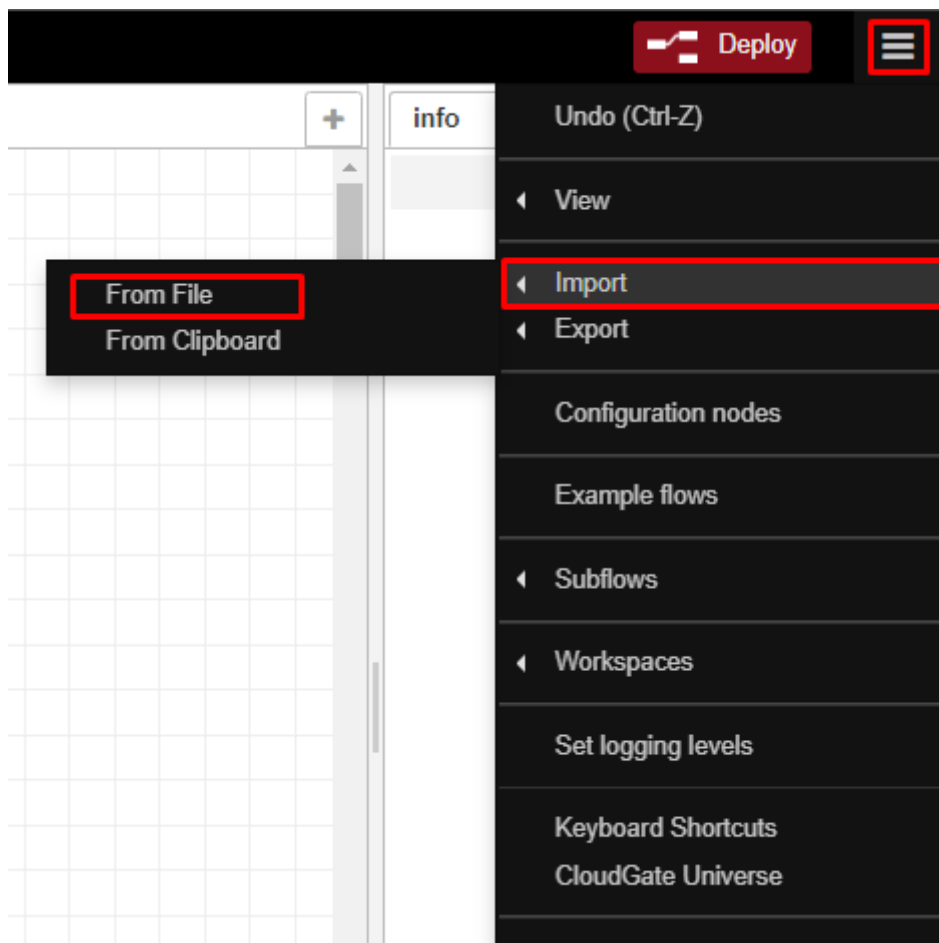 Deploy
+
info
Undo (Ctrl-Z)
View
Import
From File
From Clipboard
Export
Configuration nodes
Example flows
Subflows
Workspaces
Set logging levels
Keyboard Shortcuts
CloudGate Universe